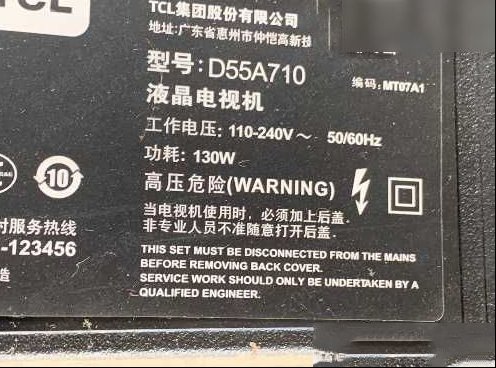 TCL
TCL集团股份有限公司
地址:广东省惠州市仲恺高新技
型号: D55A710
编码: MT07A1
液晶电视机
工作电压: 110-240V～ 50/60Hz
功耗: 130W
高压危险(WARNING)
10
当电视机使用时，必须加上后盖.
非专业人员不准随意打开后盖.
服务热线
-123456
造
THIS SET MUST BE DISCONNECTED FROM THE MAINS
BEFORE REMOVING BACK COVER.
SERVICE WORK SHOULD ONLY BE UNDERTAKEN BY A
QUALIFIED ENGINEER.